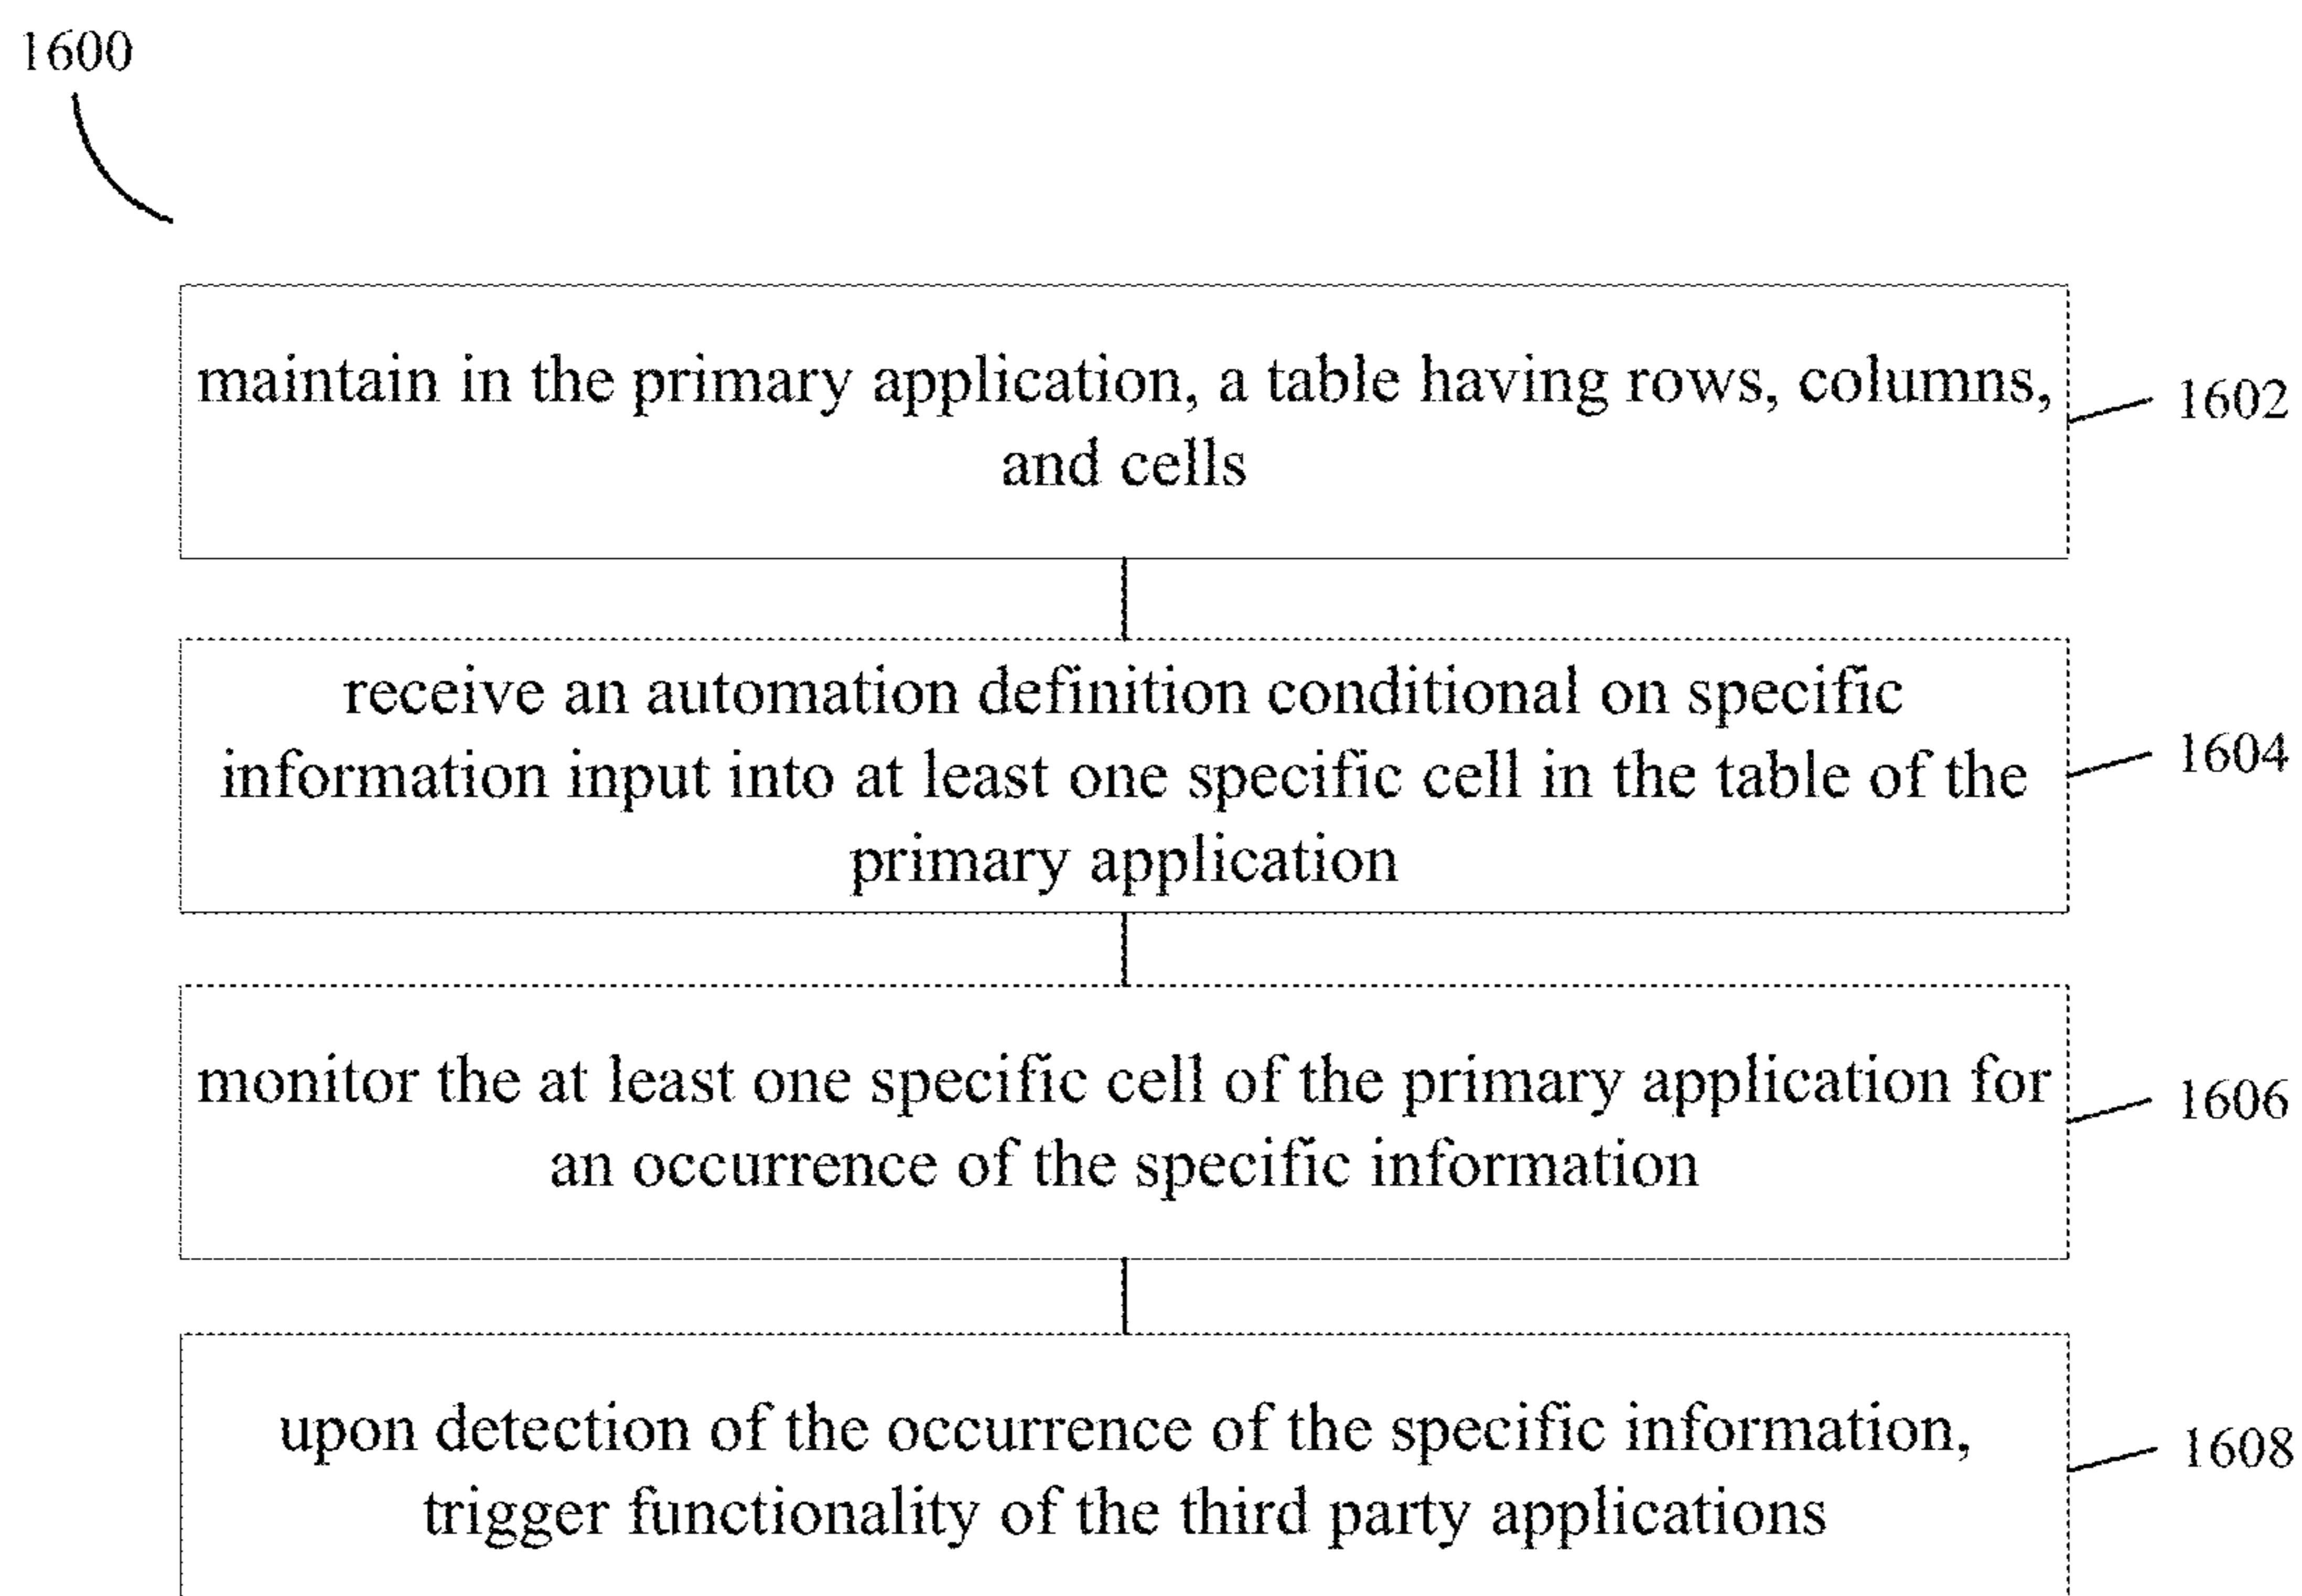 1600
maintain in the primary application, a table having rows, columns,
and cells
1602
receive an automation definition conditional on specific
information input into at least one specific cell in the table of the
primary application
1604
monitor the at least one specific cell of the primary application for
an occurrence of the specific information
1606
upon detection of the occurrence of the specific information,
trigger functionality of the third party applications
1608